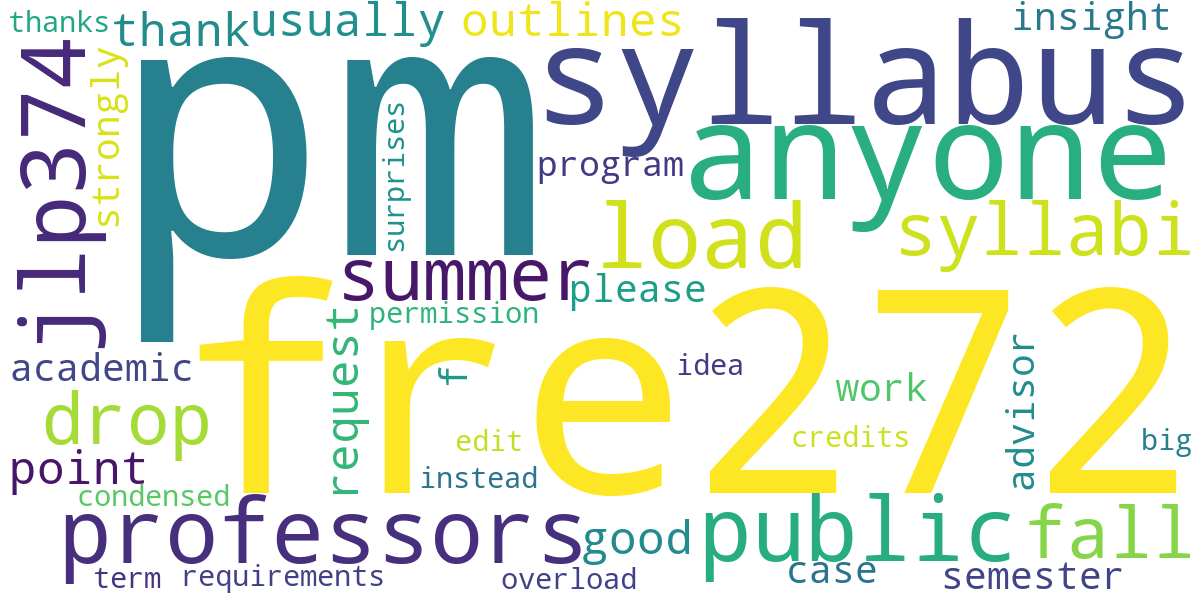 thanks
thank
usually
outlines
insight
jlp374
strongly
pm
surprises
syllabus
anyone
program
load
syllabi
summer
please
permission
fre272
request
f
academic
idea
work
advisor
drop
edit
credits
big
point
instead
condensed
professors
good
public
fall
term
requirements
overload
case
semester